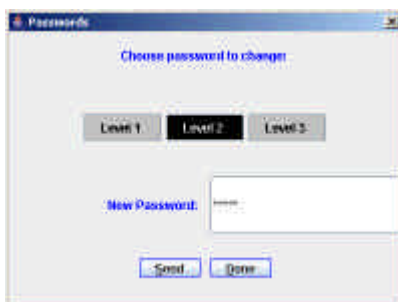 Passwords
Choose password to change:
Level 1 Level 2 Level 3
New Password: ******
Send Done